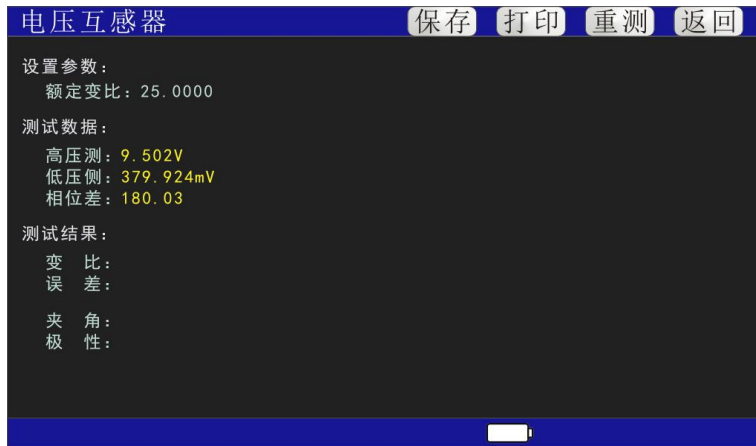 电压互感器 保存 打印 重测 返回
设置参数:
额定变比:25.0000
测试数据:
高压测:9.502V
低压侧:379.924mV
相位差:180.03
测试结果:
变 比:
误 差:
夹 角:
极 性: